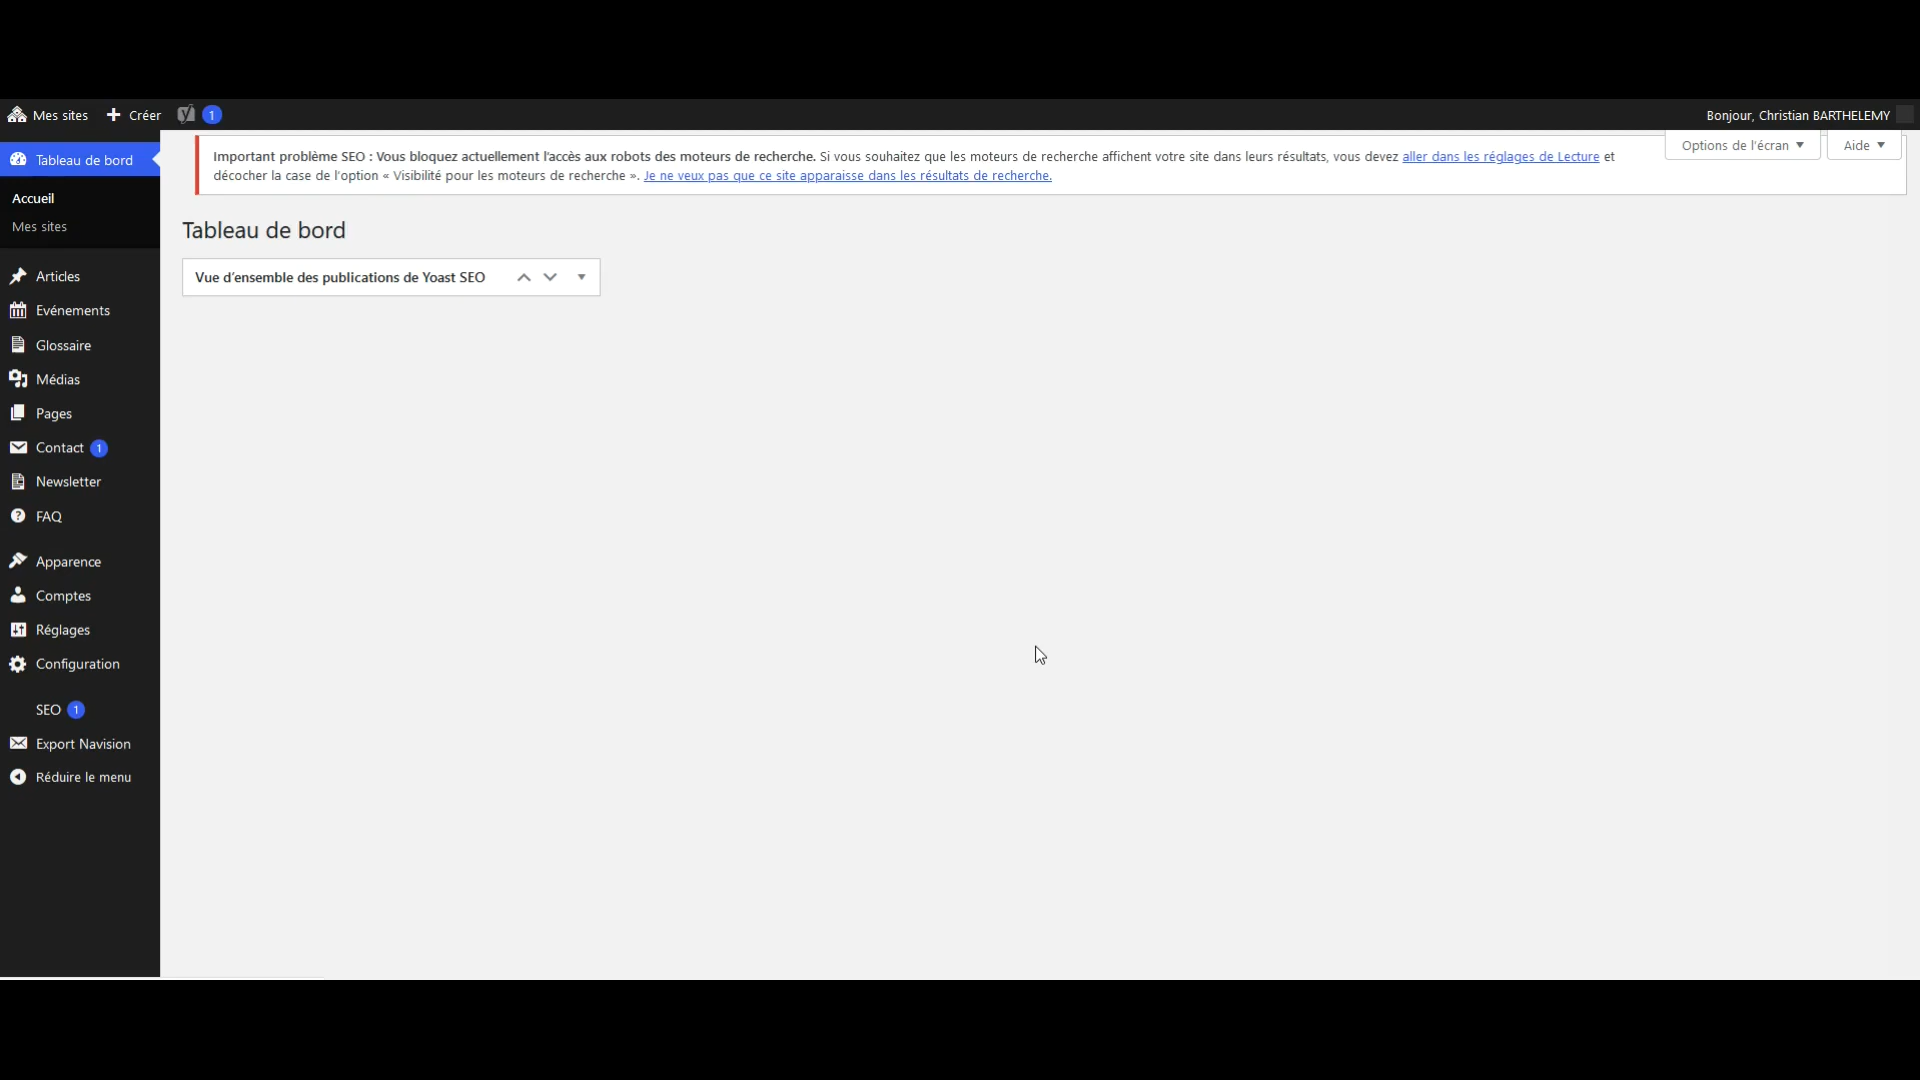 Mes sites Créer 1 Bonjour, Christian BARTHELEMY
Tableau de bord
Accueil
Mes sites
Articles
Evénements
Glossaire
Médias
Pages
Contact 1
Newsletter
FAQ
Apparence
Comptes
Réglages
Configuration
SEO 1
Export Navision
Réduire le menu
Options de l'écran ▼ Aide ▼
Important problème SEO : Vous bloquez actuellement l'accès aux robots des moteurs de recherche. Si vous souhaitez que les moteurs de recherche affichent votre site dans leurs résultats, vous devez aller dans les réglages de Lecture et
décocher la case de l'option « Visibilité pour les moteurs de recherche ». Je ne veux pas que ce site apparaisse dans les résultats de recherche.
Tableau de bord
Vue d'ensemble des publications de Yoast SEO